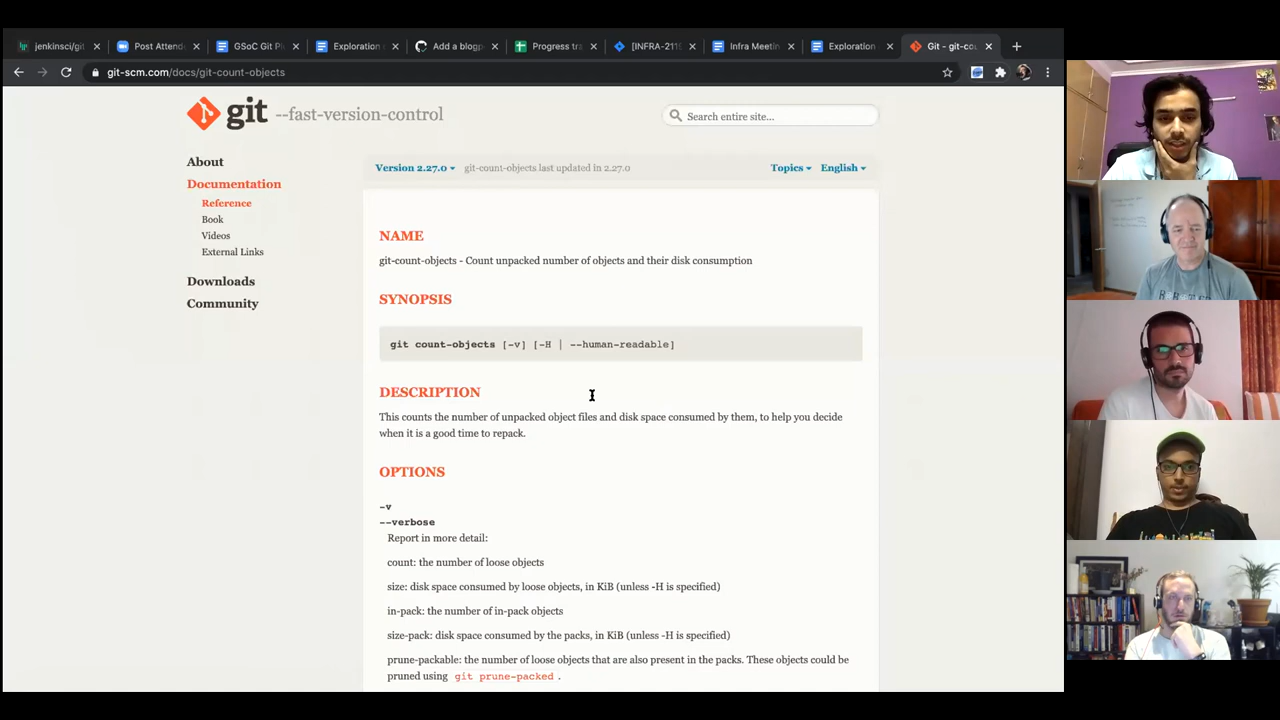 jenkinsci/git
Post Attende
GSoC Git Pl
Exploration
Add a blogp
Progress tra
[INFRA-211
Infra Meetin
Exploration
Git - git-cou
git-scm.com/docs/git-count-objects
git --fast-version-control
Search entire site...
About
Documentation
Reference
Book
Videos
External Links
Downloads
Community
Version 2.27.0 git-count-objects last updated in 2.27.0
Topics English
NAME
git-count-objects - Count unpacked number of objects and their disk consumption
SYNOPSIS
git count-objects [-v] [-H | --human-readable]
DESCRIPTION
This counts the number of unpacked object files and disk space consumed by them, to help you decide
when it is a good time to repack.
OPTIONS
-v
--verbose
Report in more detail:
count: the number of loose objects
size: disk space consumed by loose objects, in KiB (unless -H is specified)
in-pack: the number of in-pack objects
size-pack: disk space consumed by the packs, in KiB (unless -H is specified)
prune-packable: the number of loose objects that are also present in the packs. These objects could be
pruned using git prune-packed .